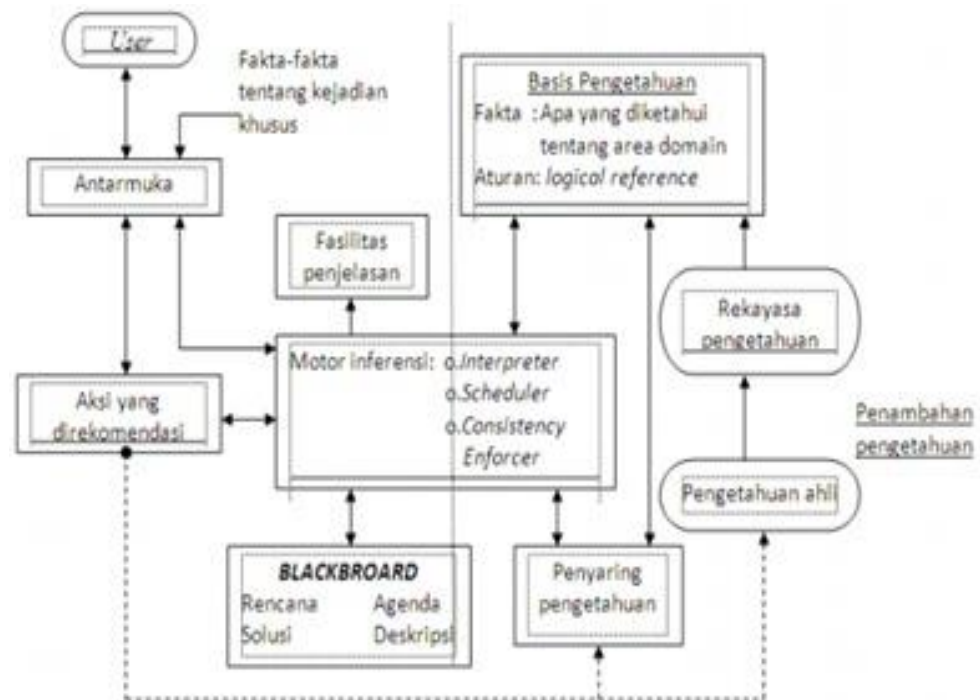 User
Fakta-fakta
tentang kejadian
khusus
Antarmuka
Basis Pengetahuan
Fakta : Apa yang diketahui
tentang area domain
Aturan: logical reference
Fasilitas
penjelasan
Rekayasa
pengetahuan
Motor inferensi: o.Interpreter
o.Scheduler
o.Consistency
Enforcer
Aksi yang
direkomendasi
Penambahan
pengetahuan
Pengetahuan ahli
BLACKBROARD
Rencana Agenda
Solusi Deskripsi
Penyaring
pengetahuan